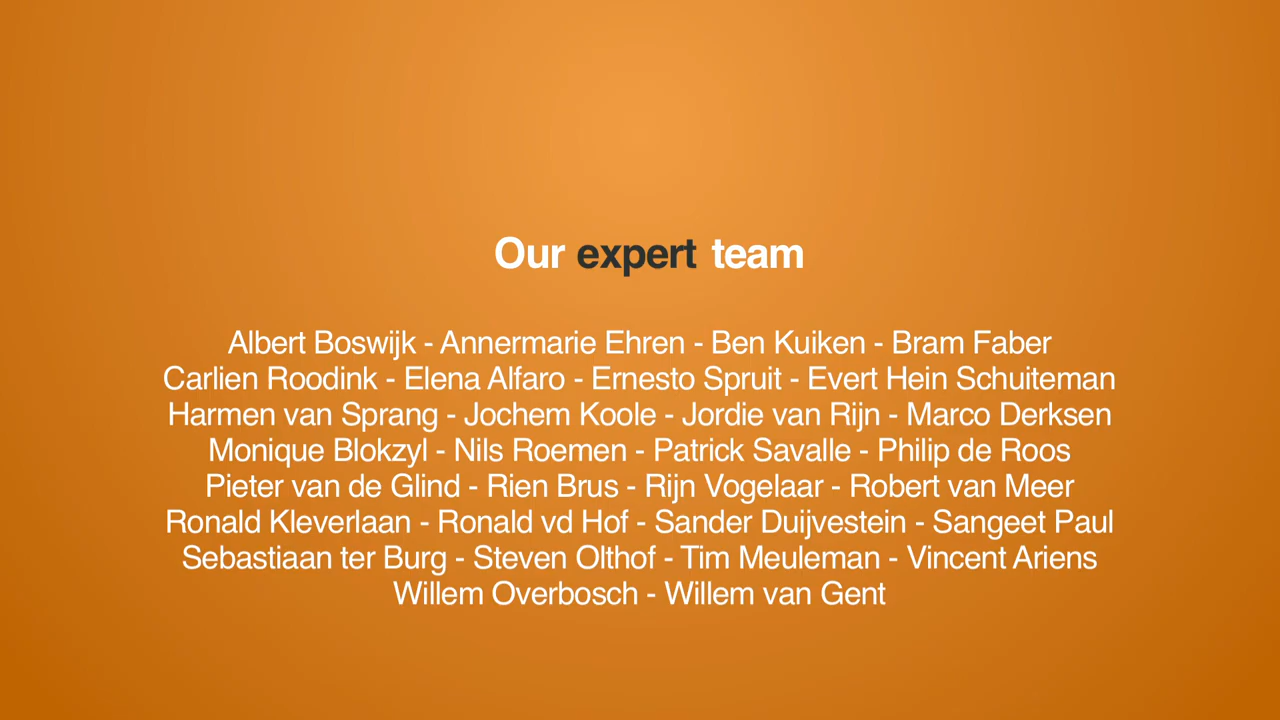 Our expert team
Albert Boswijk - Annermarie Ehren - Ben Kuiken - Bram Faber
Carlien Roodink - Elena Alfaro - Ernesto Spruit - Evert Hein Schuiteman
Harmen van Sprang - Jochem Koole - Jordie van Rijn - Marco Derksen
Monique Blokzyl - Nils Roemen - Patrick Savalle - Philip de Roos
Pieter van de Glind - Rien Brus - Rijn Vogelaar - Robert van Meer
Ronald Kleverlaan - Ronald vd Hof - Sander Duijvestein - Sangeet Paul
Sebastiaan ter Burg - Steven Olthof - Tim Meuleman - Vincent Ariens
Willem Overbosch - Willem van Gent